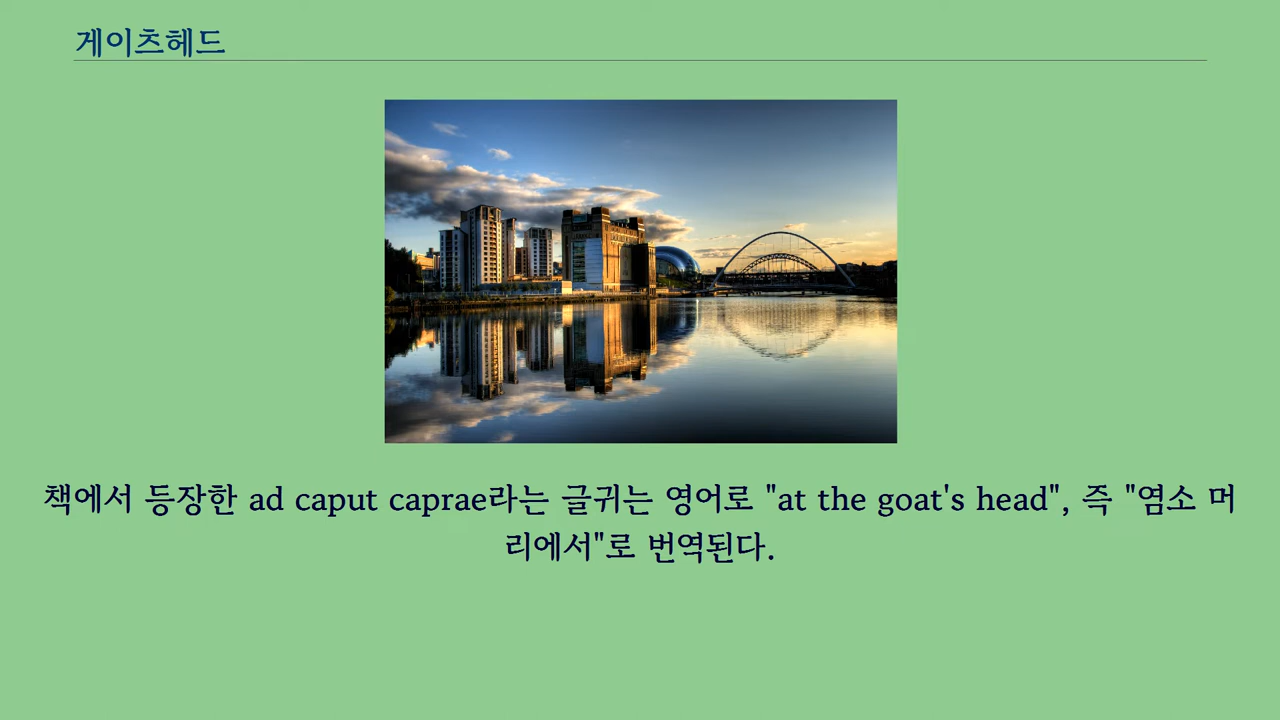 게이츠헤드
책에서 등장한 ad caput caprae라는 글귀는 영어로 "at the goat's head", 즉 "염소 머
리에서"로 번역된다.